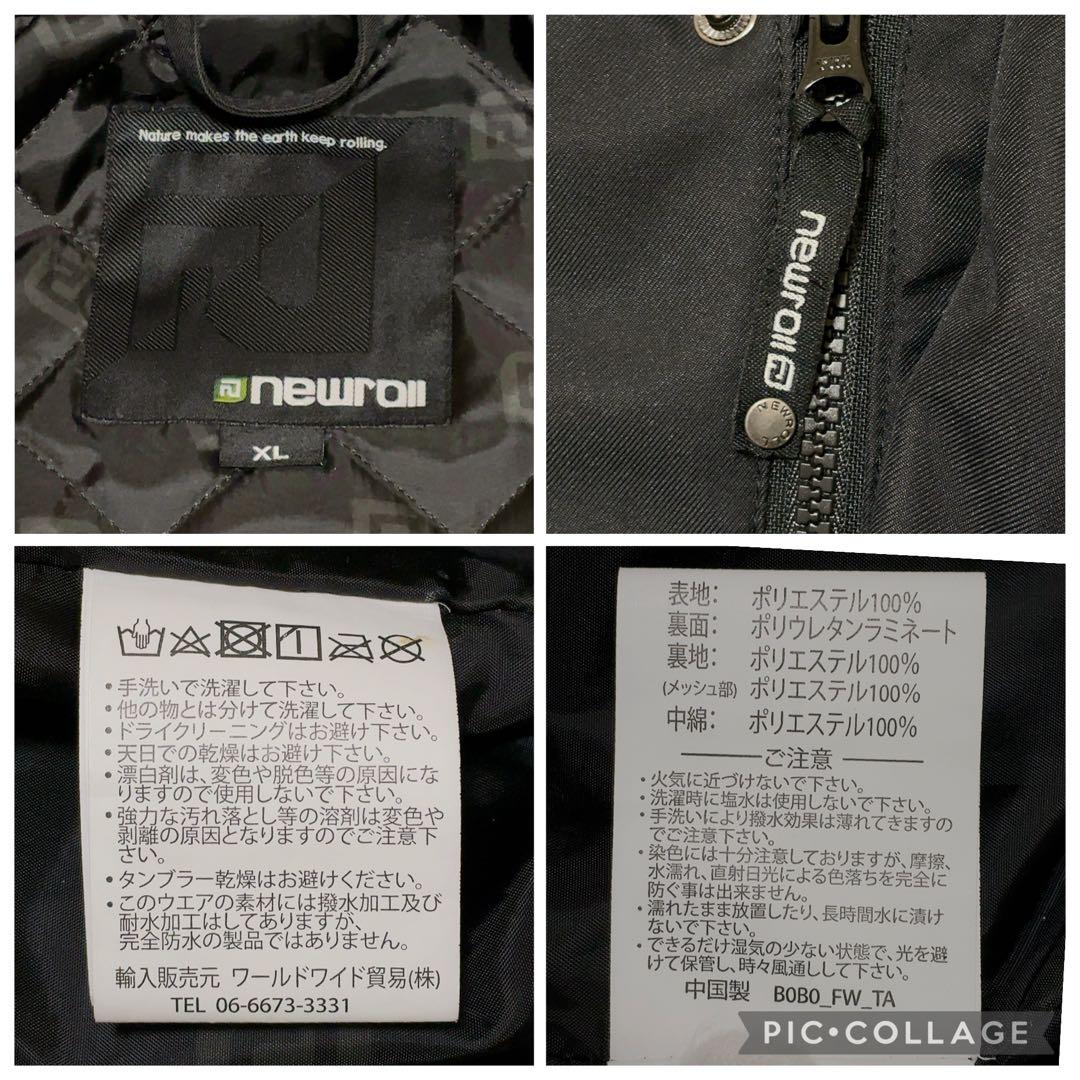 Nature makes the earth keep rolling.
newroll
XL
YKK
newroll
NEWROLL
・手洗いで洗濯して下さい。
・他の物とは分けて洗濯して下さい。
・ドライクリーニングはお避け下さい。
・天日での乾燥はお避け下さい。
・漂白剤は、変色や脱色等の原因にな
りますので使用しないで下さい。
・強力な汚れ落とし等の溶剤は変色や
剥離の原因となりますのでご注意下
さい。
・タンブラー乾燥はお避けください。
・このウエアの素材には撥水加工及び
耐水加工はしてありますが、
完全防水の製品ではありません。
輸入販売元 ワールドワイド貿易(株)
TEL 06-6673-3331
表地: ポリエステル100%
裏面: ポリウレタンラミネート
裏地: ポリエステル100%
(メッシュ部) ポリエステル100%
中綿: ポリエステル100%
ご注意
・火気に近づけないで下さい。
・洗濯時に塩水は使用しないで下さい。
・手洗いにより撥水効果は薄れてきますの
でご注意下さい。
・染色には十分注意しておりますが、摩擦、
水濡れ、直射日光による色落ちを完全に
防ぐ事は出来ません。
・濡れたまま放置したり、長時間水に漬け
ないで下さい。
・できるだけ湿気の少ない状態で、光を避
けて保管し、時々風通しして下さい。
中国製 B0B0_FW_TA
PIC•COLLAGE